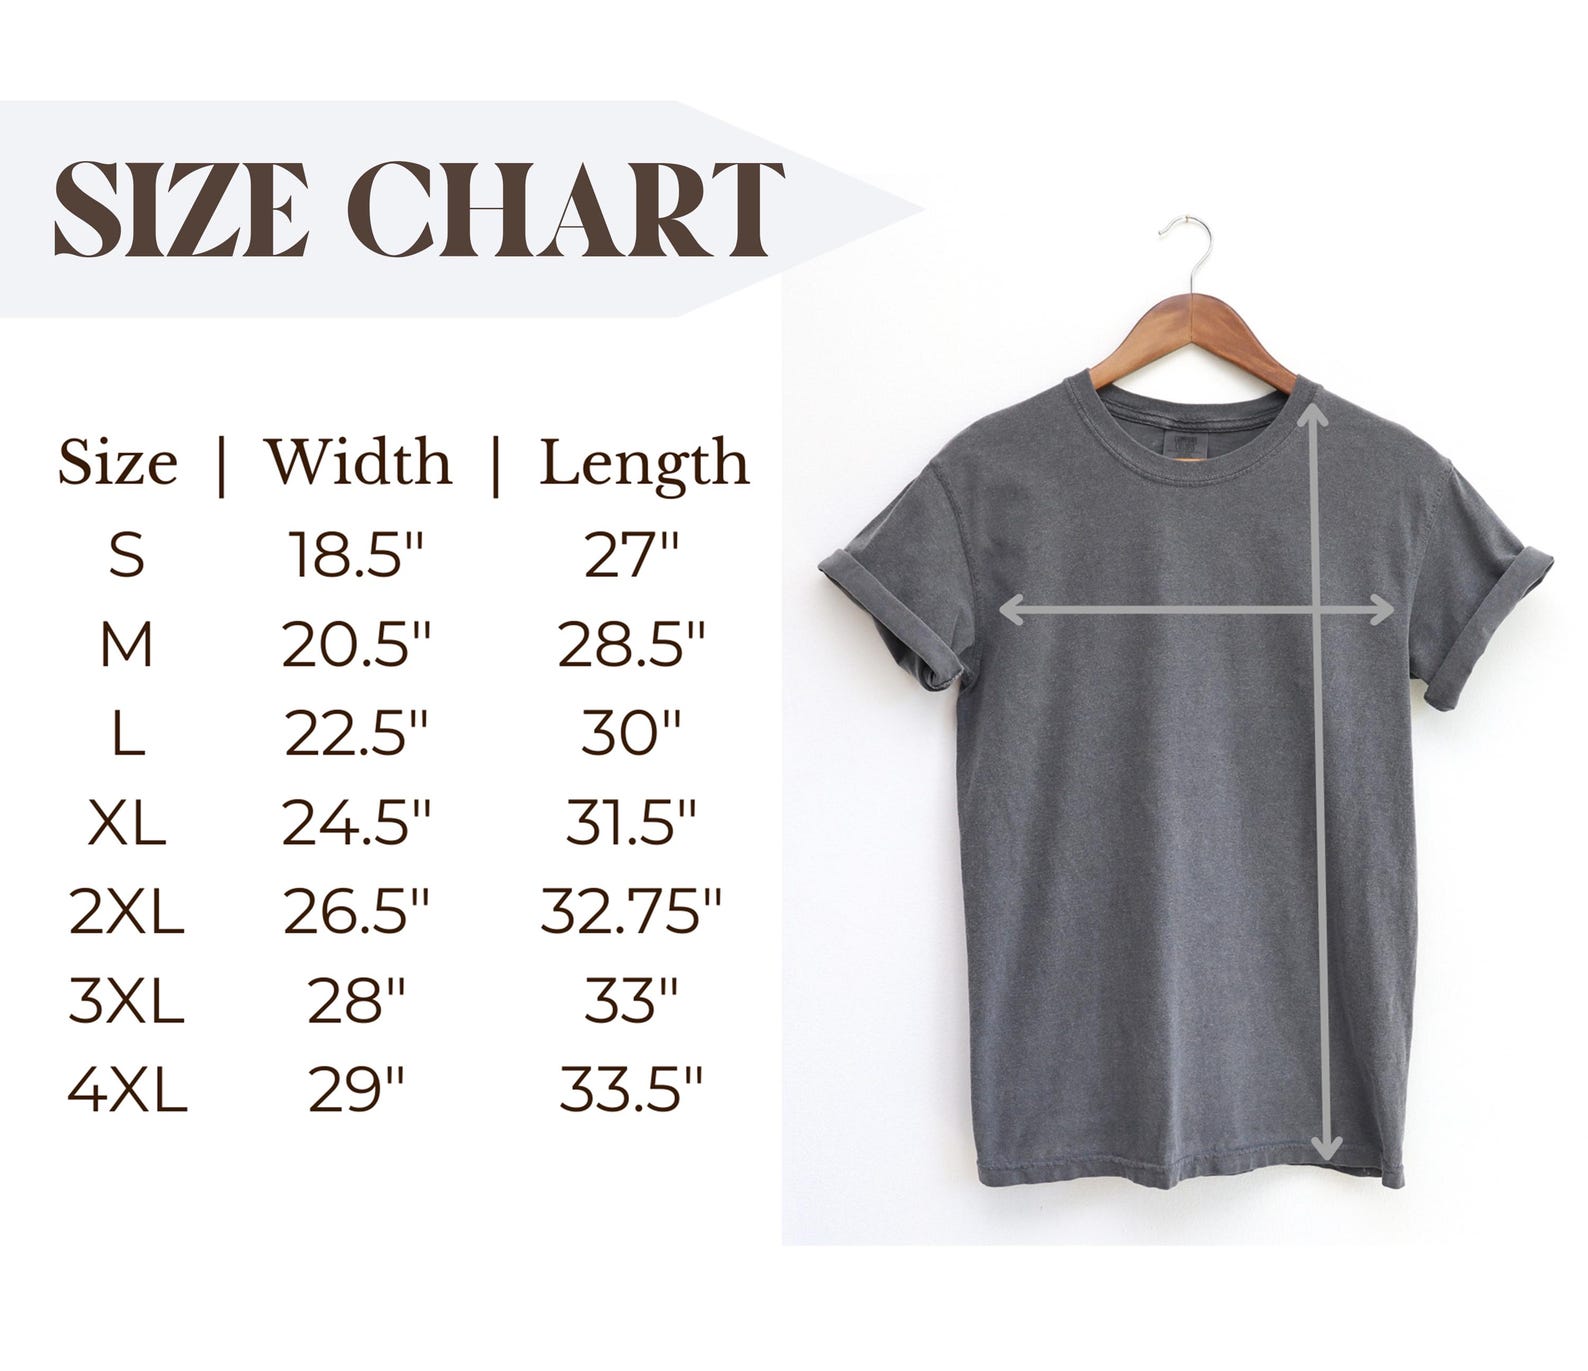 SIZE CHART
Size | Width | Length
S 18.5" 27"
M 20.5" 28.5"
L 22.5" 30"
XL 24.5" 31.5"
2XL 26.5" 32.75"
3XL 28" 33"
4XL 29" 33.5"